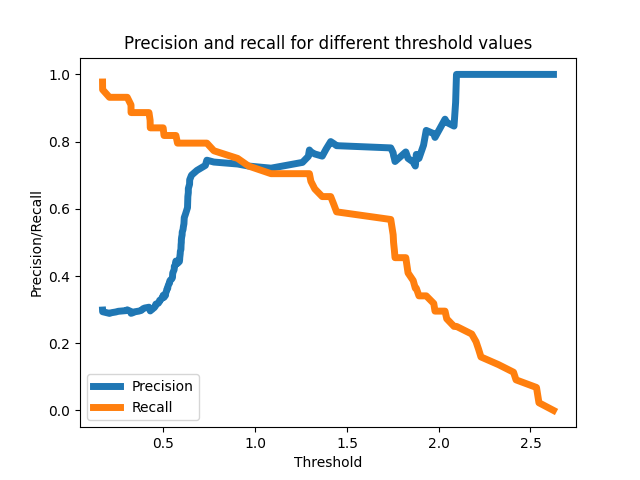 Precision and recall for different threshold values
Precision/Recall
1.0
0.8
0.6
0.4
0.2
0.0
Precision
Recall
0.5
1.0
1.5
2.0
2.5
Threshold